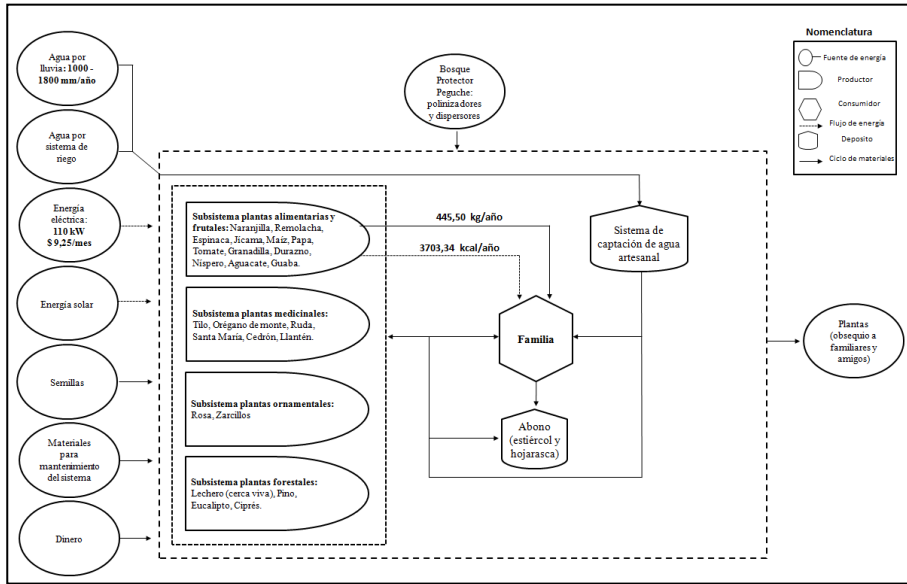 Agua por
lluvia: 1000 -
1800 mm/año
Agua por
sistema de
riego
Energía
eléctrica:
110 kW
$ 9,25/mes
Energía solar
Semillas
Materiales
para
mantenimiento
del sistema
Dinero
Bosque
Protector
Peguche:
polinizadores
y dispersores
Subsistema plantas alimentarias y
frutales: Naranjilla, Remolacha,
Espinaca, Jícama, Maíz, Papa,
Tomate, Granadilla, Durazno,
Níspero, Aguacate, Guaba.
Subsistema plantas medicinales:
Tilo, Orégano de monte, Ruda,
Santa María, Cedrón, Llantén.
Subsistema plantas ornamentales:
Rosa, Zarcillos
Subsistema plantas forestales:
Lechero (cerca viva), Pino,
Eucalipto, Ciprés.
445,50 kg/año
3703,34 kcal/año
Familia
Abono
(estiércol y
hojarasca)
Sistema de
captación de agua
artesanal
Plantas
(obsequio a
familiares y
amigos)
Nomenclatura
Fuente de energía
Productor
Consumidor
Flujo de energía
Deposito
Ciclo de materiales